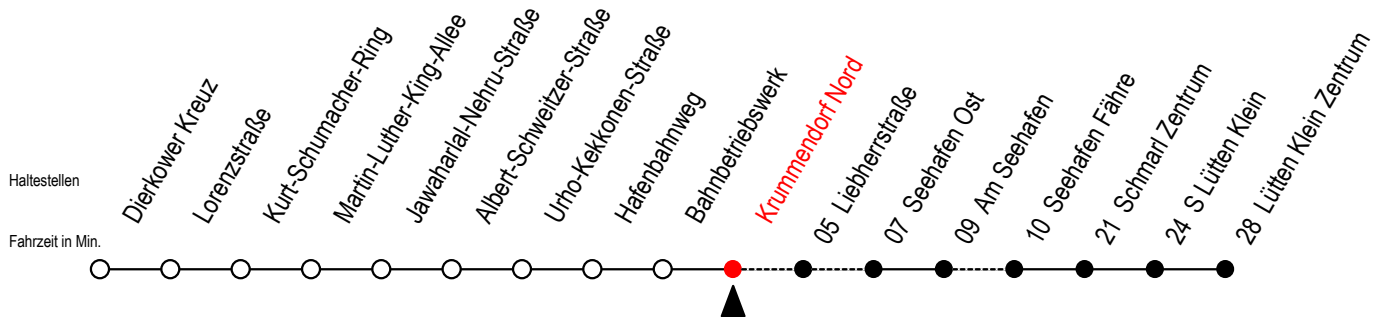 Haltestellen
Fahrzeit in Min.
Dierkower Kreuz
Lorenzstraße
Kurt-Schumacher-Ring
Martin-Luther-King-Allee
Jawaharlal-Nehru-Straße
Albert-Schweitzer-Straße
Urho-Kekkonen-Straße
Hafenbahnweg
Bahnbetriebswerk
Krummendorf Nord
05 Liebherrstraße
07 Seehafen Ost
09 Am Seehafen
10 Seehafen Fähre
21 Schmarl Zentrum
24 S Lütten Klein
28 Lütten Klein Zentrum